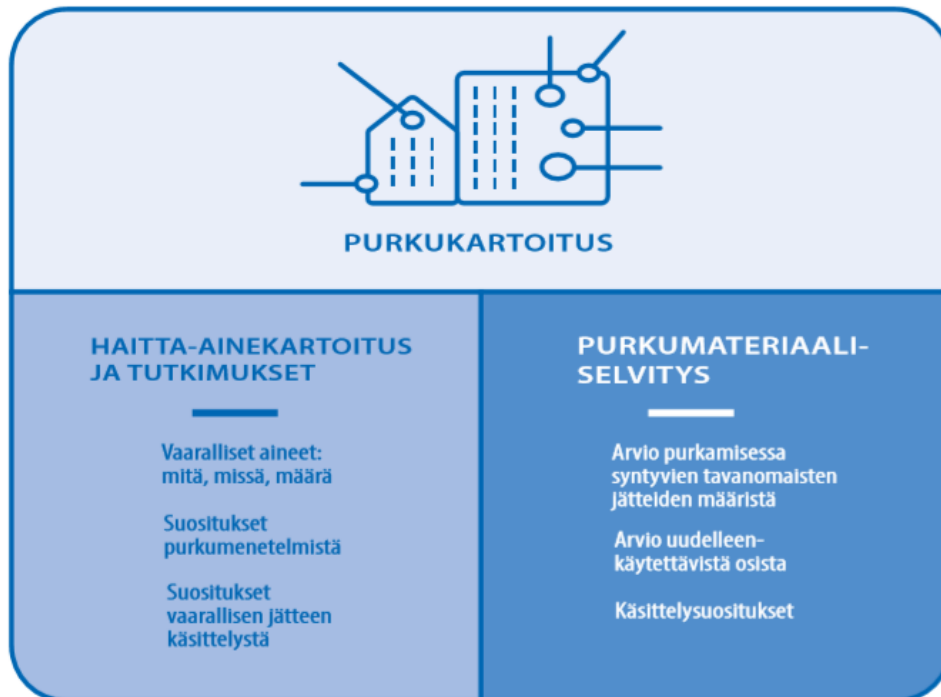 PURKUKARTOITUS
HAITTA-AINEKARTOITUS
JA TUTKIMUKSET
Vaaralliset aineet:
mitä, missä, määrä
Suositukset
purkumenetelmistä
Suositukset
vaarallisen jätteen
käsittelystä
PURKUMATERIAALI-
SELVITYS
Arvio purkamisessa
syntyvien tavanomaisten
jätteiden määristä
Arvio uudelleen-
käytettävistä osista
Käsittelysuositukset